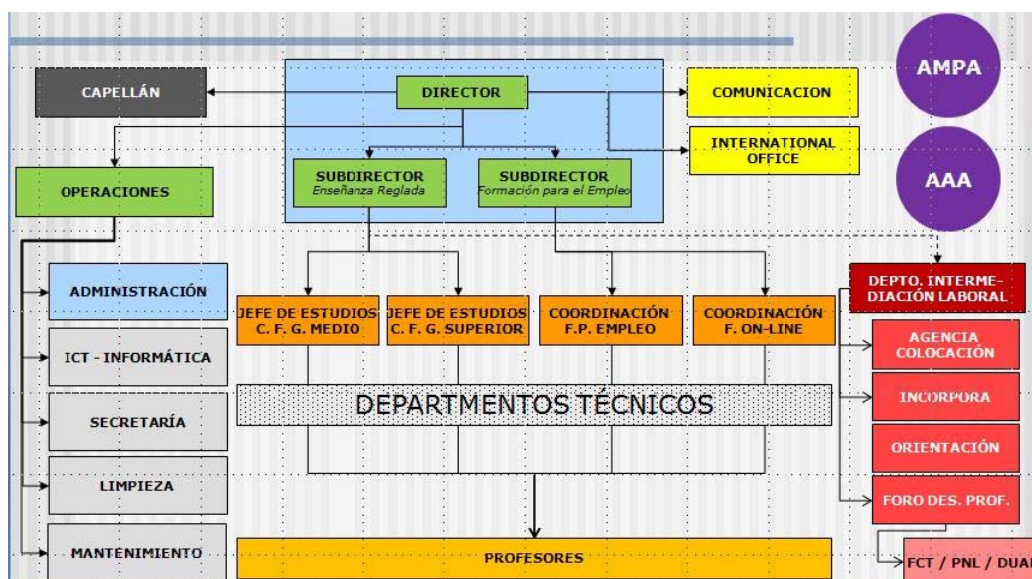 AMPA
CAPELLÁN
DIRECTOR
COMUNICACION
INTERNATIONAL
OFFICE
AAA
OPERACIONES
SUBDIRECTOR
Enseñanza Reglada
SUBDIRECTOR
Formación para el Empleo
ADMINISTRACIÓN
JEFE DE ESTUDIOS
C. F. G. MEDIO
JEFE DE ESTUDIOS
C. F. G. SUPERIOR
COORDINACIÓN
F.P. EMPLEO
COORDINACIÓN
F. ON-LINE
DEPTO. INTERME-
DIACIÓN LABORAL
ICT - INFORMÁTICA
AGENCIA
COLOCACIÓN
DEPARTMENTOS TÉCNICOS
INCORPORA
SECRETARÍA
ORIENTACIÓN
LIMPIEZA
FORO DES. PROF.
MANTENIMIENTO
PROFESORES
FCT / PNL / DUAL